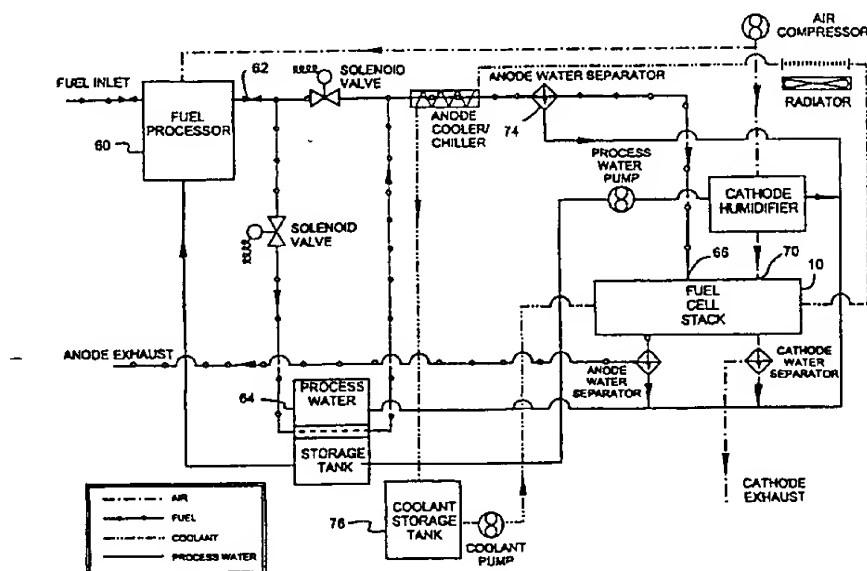 AIR
COMPRESSOR
FUEL INLET
62
SOLENOID
VALVE
ANODE WATER SEPARATOR
RADIATOR
FUEL
PROCESSOR
60
ANODE
COOLER/
CHILLER
74
PROCESS
WATER
PUMP
CATHODE
HUMIDIFIER
SOLENOID
VALVE
66
70
10
FUEL
CELL
STACK
ANODE EXHAUST
ANODE
WATER
SEPARATOR
CATHODE
WATER
SEPARATOR
64
PROCESS
WATER
STORAGE
TANK
CATHODE
EXHAUST
76
COOLANT
STORAGE
TANK
COOLANT
PUMP
AIR
FUEL
COOLANT
PROCESS WATER